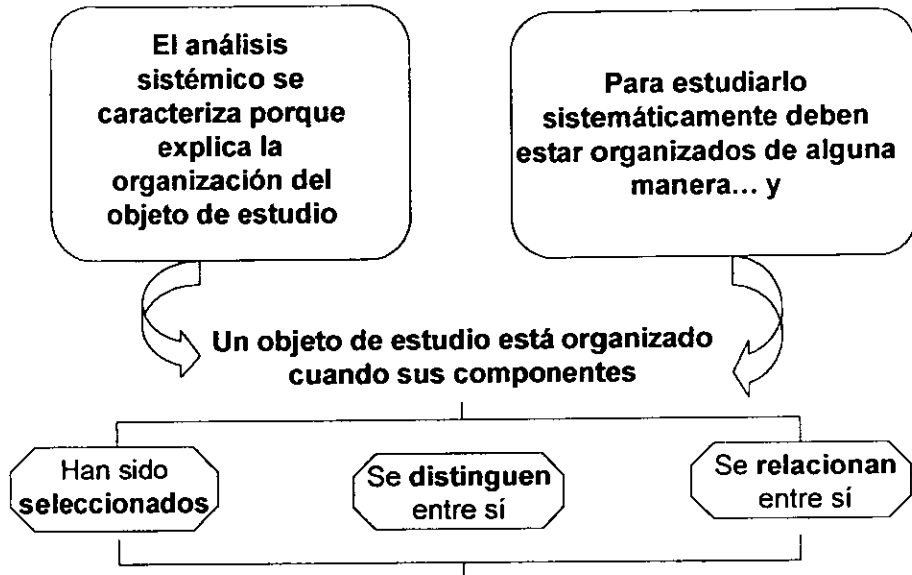 El análisis
sistémico se
caracteriza porque
explica la
organización del
objeto de estudio
Para estudiarlo
sistemáticamente deben
estar organizados de alguna
manera... y
Un objeto de estudio está organizado
cuando sus componentes
Han sido
seleccionados
Se distinguen
entre sí
Se relacionan
entre sí